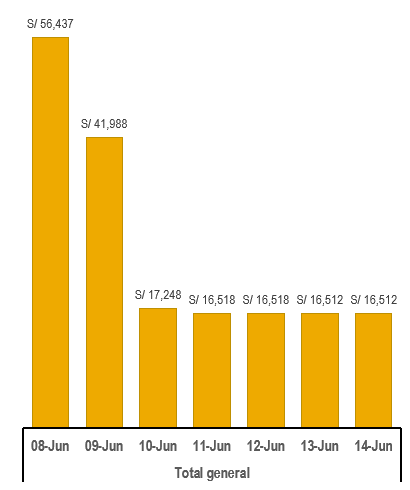 S/ 56,437
S/ 41,988
S/ 17,248
S/ 16,518
S/ 16,518
S/ 16,512
S/ 16,512
08-Jun
09-Jun
10-Jun
11-Jun
12-Jun
13-Jun
14-Jun
Total general